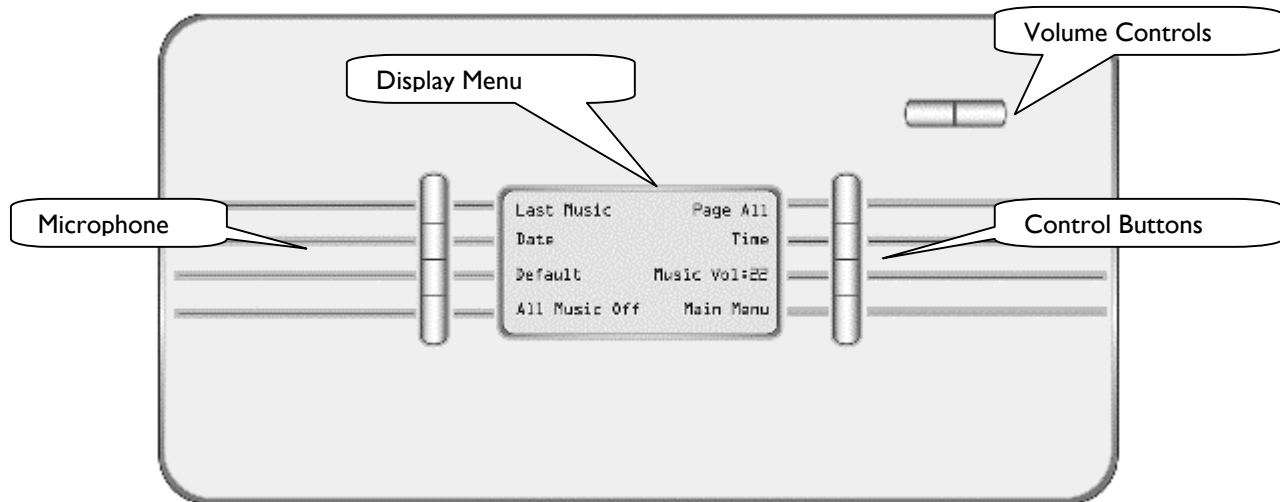 Volume Controls
Display Menu
Microphone
Control Buttons
Last Music Page All
Date Time
Default Music Vol:22
All Music Off Main Menu